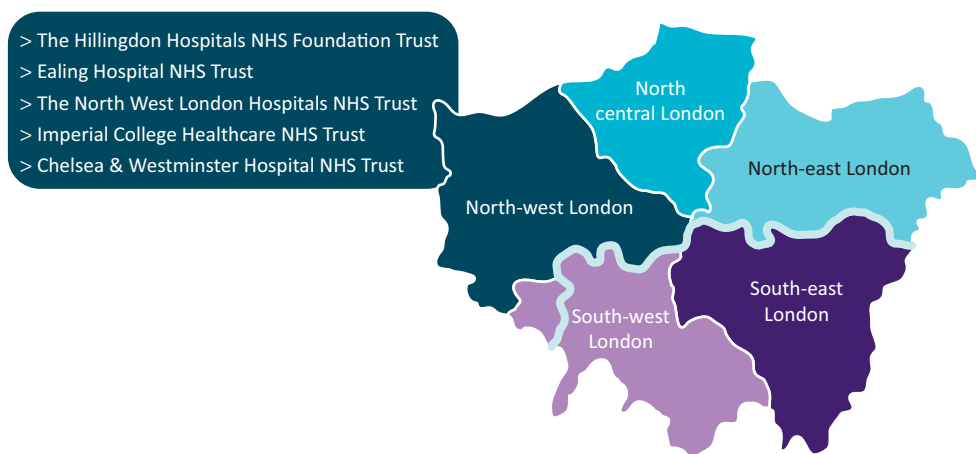 > The Hillingdon Hospitals NHS Foundation Trust
> Ealing Hospital NHS Trust
> The North West London Hospitals NHS Trust
> Imperial College Healthcare NHS Trust
> Chelsea & Westminster Hospital NHS Trust
North
central London
North-east London
North-west London
South-east
London
South-west
London